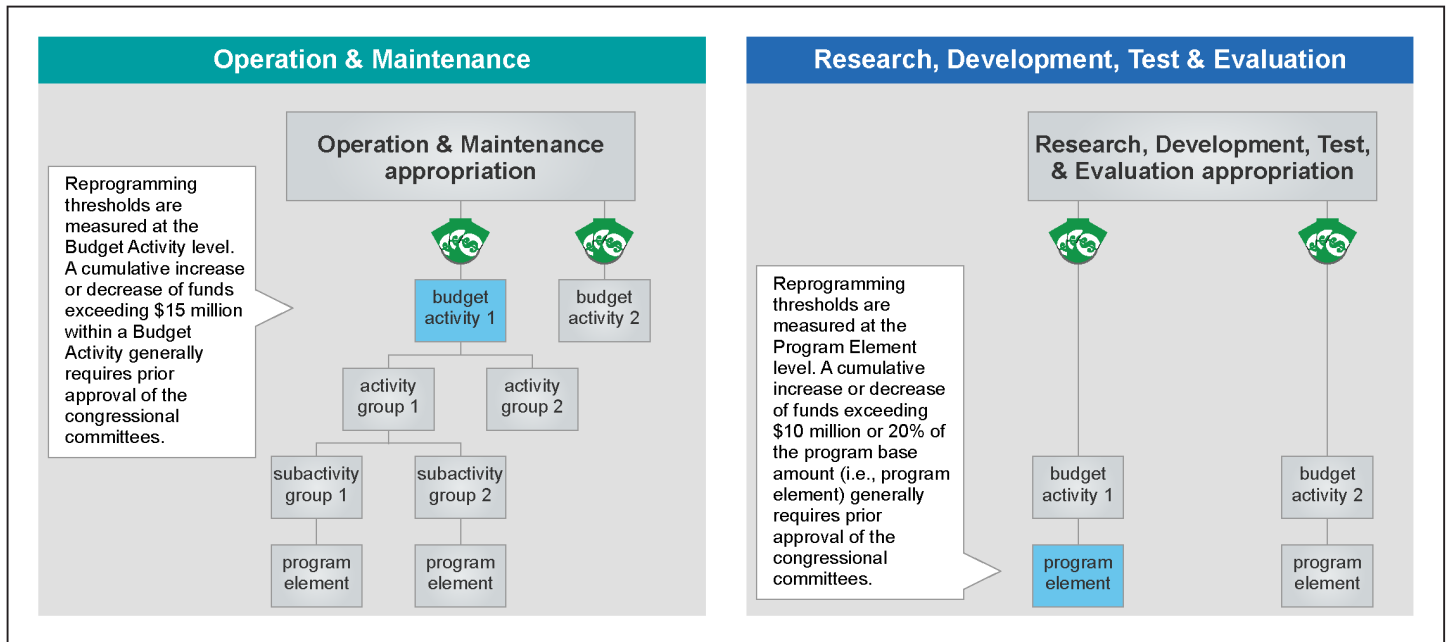 Operation & Maintenance
Operation & Maintenance
appropriation
Reprogramming
thresholds are
measured at the
Budget Activity level.
A cumulative increase
or decrease of funds
exceeding $15 million
within a Budget
Activity generally
requires prior
approval of the
congressional
committees.
budget
activity 1
budget
activity 2
activity
group 1
activity
group 2
subactivity
group 1
subactivity
group 2
program
element
program
element
Research, Development, Test & Evaluation
Research, Development, Test,
& Evaluation appropriation
Reprogramming
thresholds are
measured at the
Program Element
level. A cumulative
increase or decrease
of funds exceeding
$10 million or 20% of
the program base
amount (i.e., program
element) generally
requires prior
approval of the
congressional
committees.
budget
activity 1
budget
activity 2
program
element
program
element